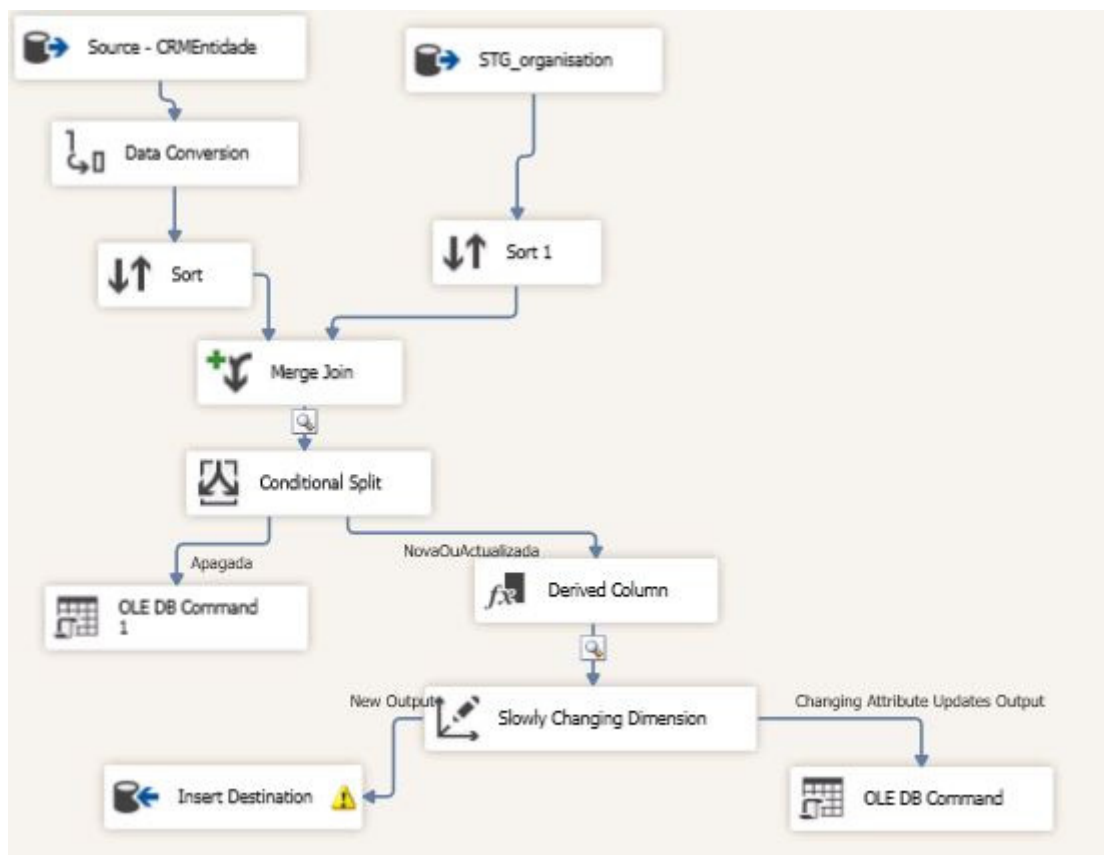 Source - CRMEntidade
STG_organisation
Data Conversion
Sort
Sort 1
Merge Join
Conditional Split
Apagada
NovaOuActualizada
OLE DB Command
1
Derived Column
New Output
Slowly Changing Dimension
Changing Attribute Updates Output
Insert Destination
OLE DB Command